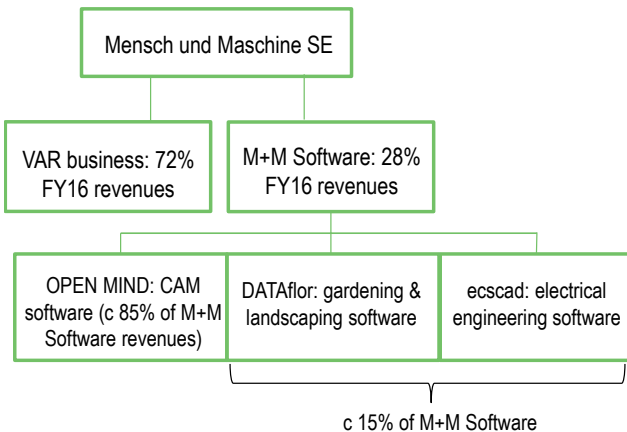 Mensch und Maschine SE
VAR business: 72%
FY16 revenues
M+M Software: 28%
FY16 revenues
OPEN MIND: CAM
software (c 85% of M+M
Software revenues)
DATAflor: gardening &
landscaping software
ecscad: electrical
engineering software
c 15% of M+M Software